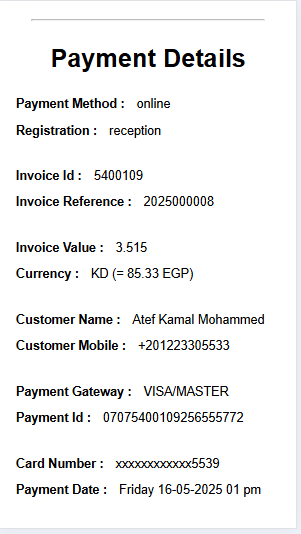 Payment Details
Payment Method : online
Registration : reception
Invoice Id : 5400109
Invoice Reference : 2025000008
Invoice Value : 3.515
Currency : KD (= 85.33 EGP)
Customer Name : Atef Kamal Mohammed
Customer Mobile : +201223305533
Payment Gateway : VISA/MASTER
Payment Id : 07075400109256555772
Card Number : xxxxxxxxxxxx5539
Payment Date : Friday 16-05-2025 01 pm